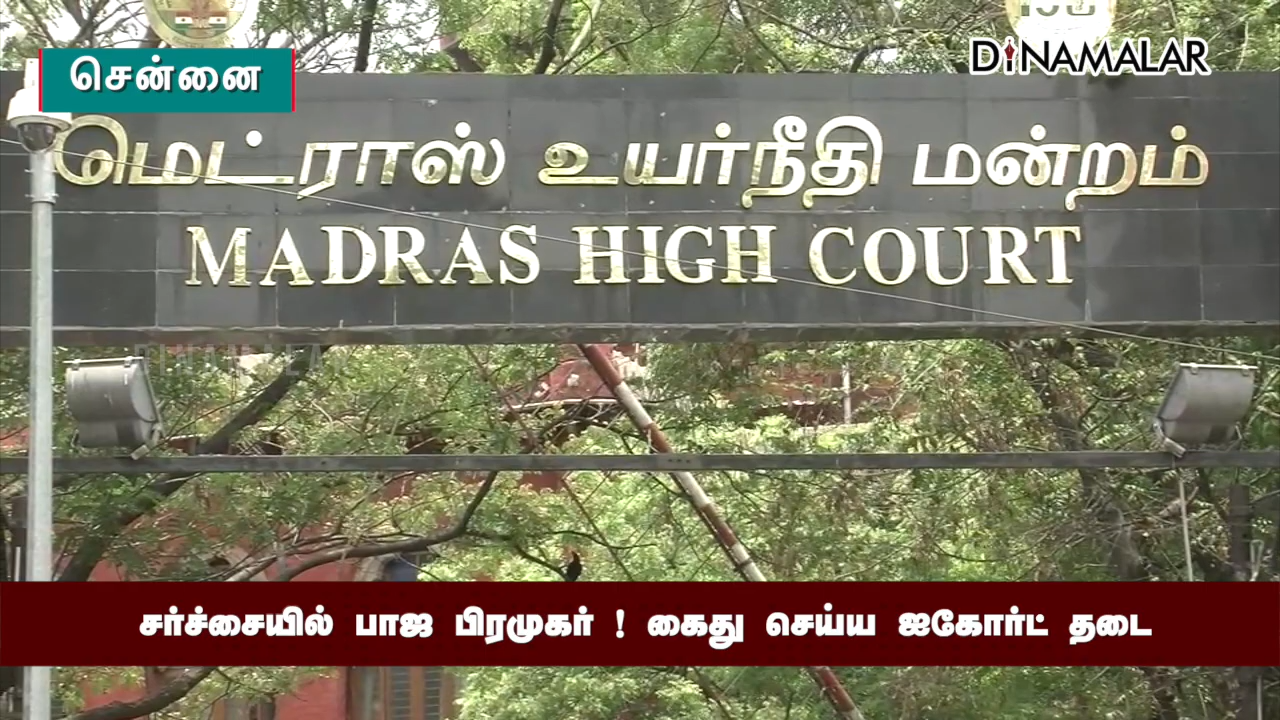 DINAMALAR
சென்னை
மெட்ராஸ் உயர்நீதி மன்றம்
MADRAS HIGH COURT
சர்ச்சையில் பாஜ பிரமுகர் ! கைது செய்ய ஐகோர்ட் தடை